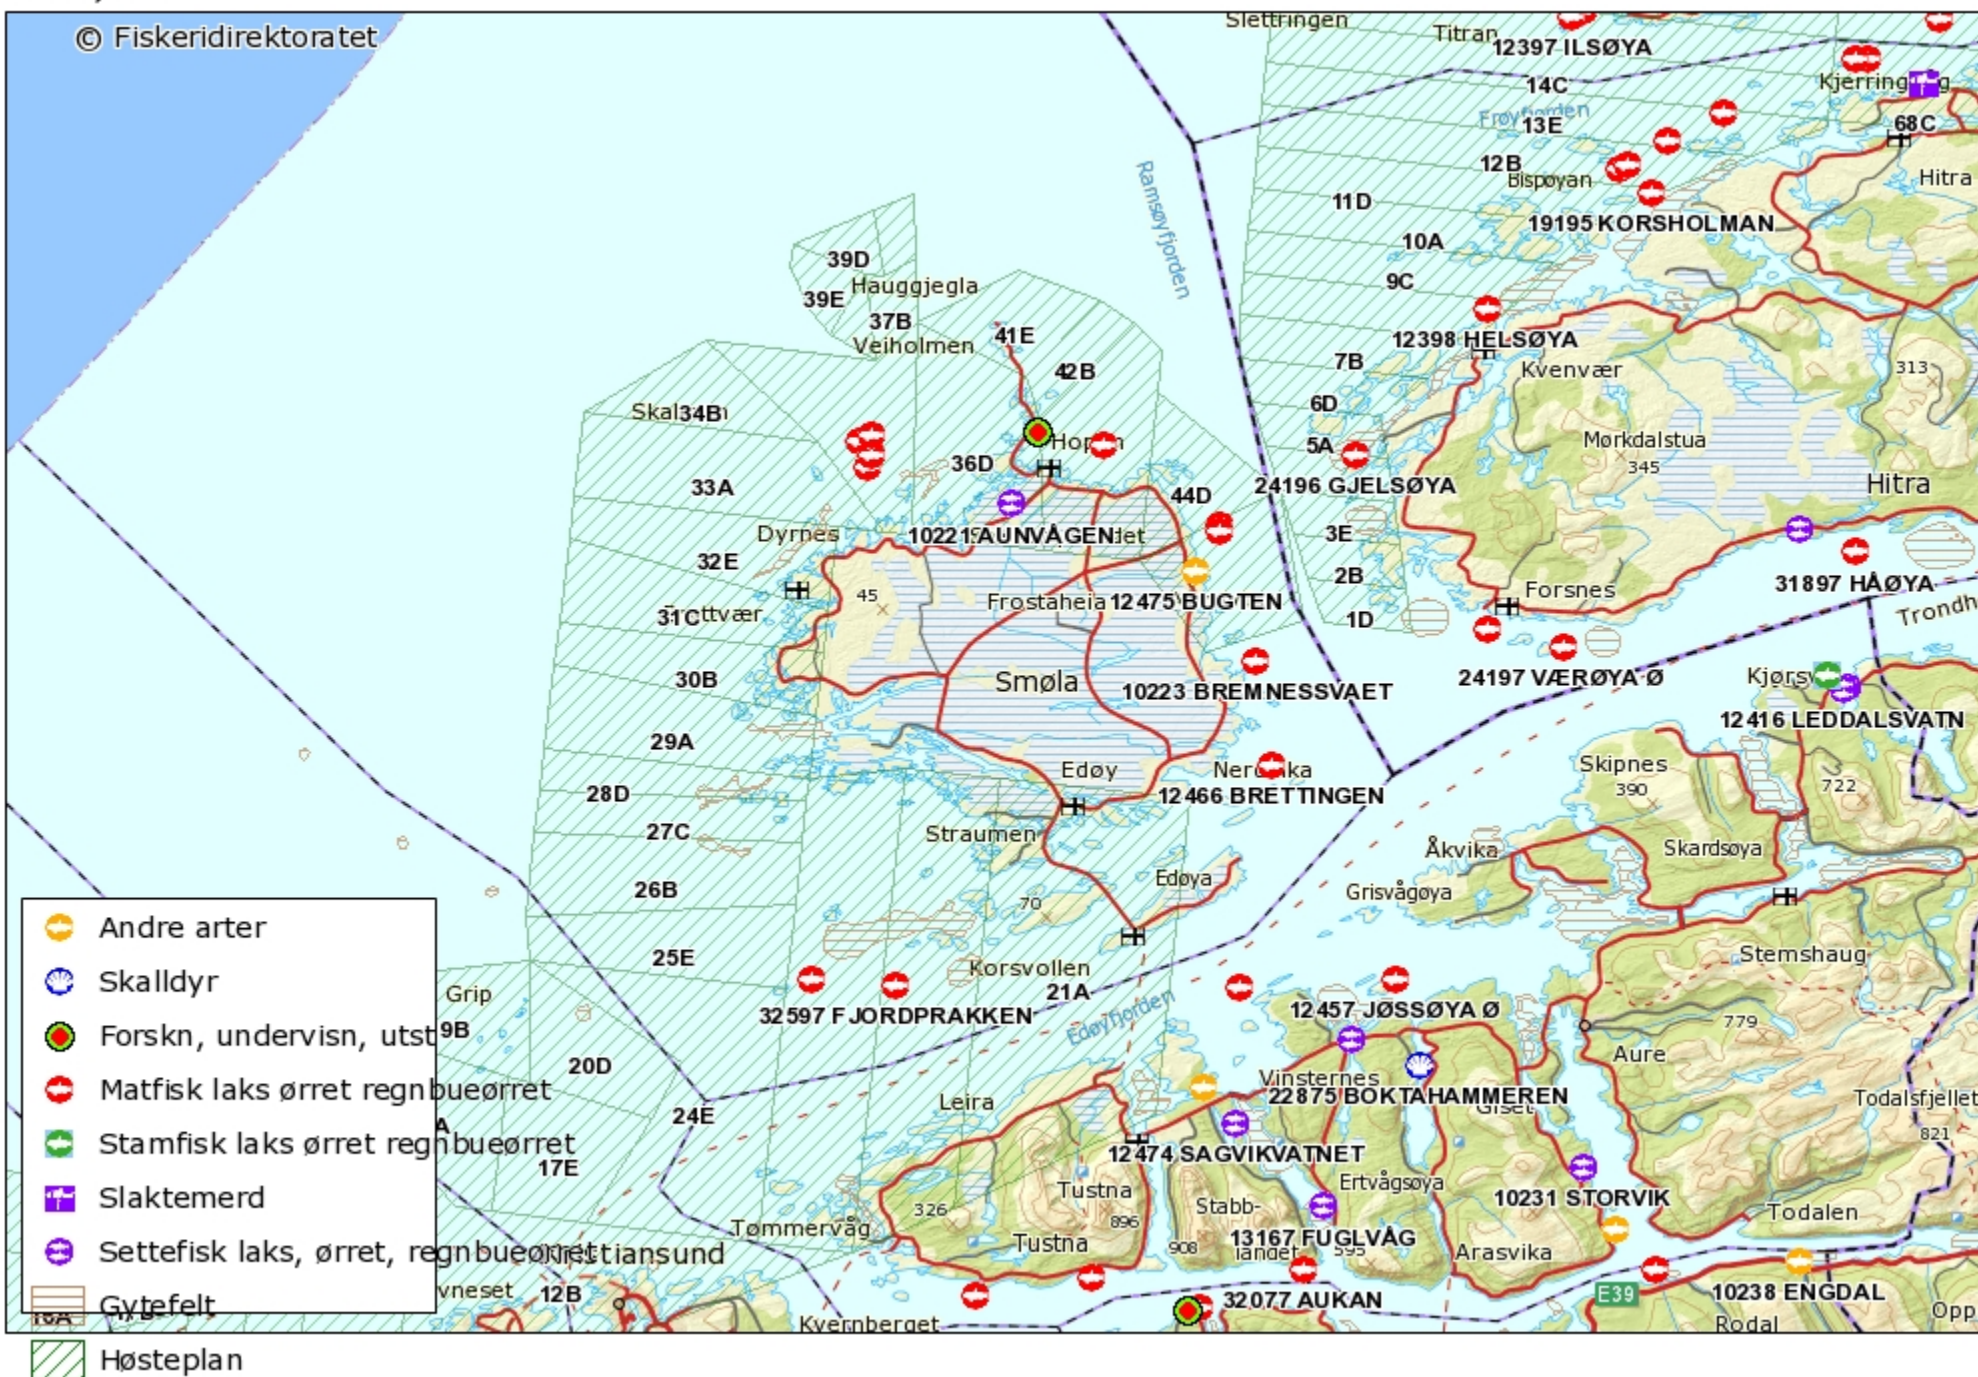 © Fiskeridirektoratet
Slettringen
Titran
12397 ILSØYA
14C
Frøyfjorden
13E
12B
Bispøyan
68C
Hitra
11D
19195 KORSHOLMAN
10A
9C
Ramsøyfjorden
39D
Hauggjegla
39E
37B
Veiholmen
41E
42B
12398 HELSØYA
7B
Kvenvær
313
6D
34B
5A
Mørkdalstua
345
36D
33A
44D
24196 GJELSØYA
Hitra
Dyrnes
10221 AUNVÅGEN
3E
32E
2B
31C
45
Frostaheia
12475 BUGTEN
Forsnes
31897 HÅØYA
1D
30B
Smøla
10223 BREMNESSVAET
24197 VÆRØYA Ø
12416 LEDDALSVATN
29A
Edøy
12466 BRETTINGEN
Skipnes
390
722
28D
27C
Straumen
Åkvika
Skardsøya
26B
Edøya
Grisvågøya
70
25E
Korsvollen
21A
Stemshaug
Grip
9B
32597 FJORDPRAKKEN
Edøyfjorden
12457 JØSSØYA Ø
779
20D
Aure
Vinsternes
22875 BOKTAHAMMEREN
Giset
Todalsfjellet
24E
Leira
821
17E
12474 SAGVIKVATNET
Tustna
896
Ertvågsøya
10231 STORVIK
Stabb-
landet
Todalen
326
Tømmervåg
Tustna
908
13167 FUGLVÅG
595
Arasvika
12B
32077 AUKAN
E39
10238 ENGDAL
Kvernberget
Rodal
Opp
Andre arter
Skalldyr
Forskn, undervisn, utst
Matfisk laks ørret regnbueørret
Stamfisk laks ørret regnbueørret
Slaktemerd
Settefisk laks, ørret, regnbueørret
Gytefelt
Høsteplan